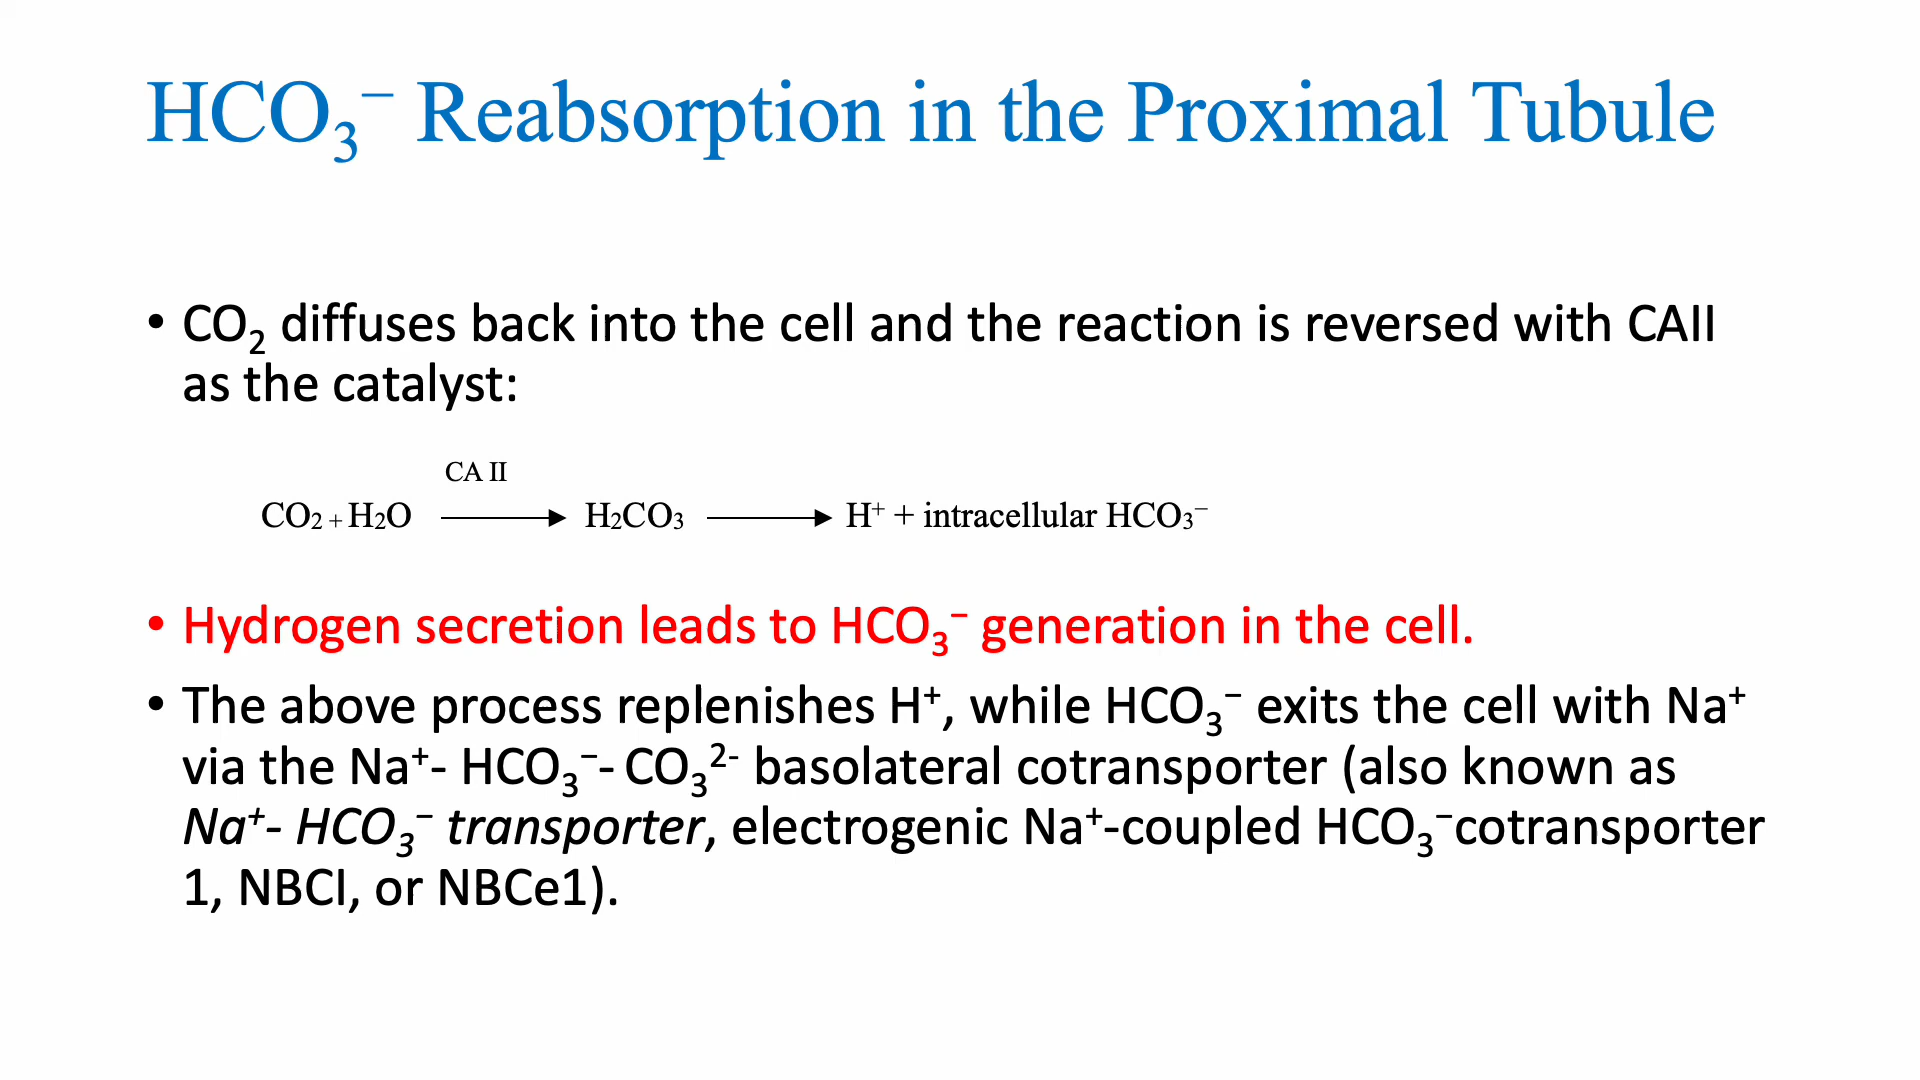 HCO₃⁻ Reabsorption in the Proximal Tubule
• CO₂ diffuses back into the cell and the reaction is reversed with CAII
as the catalyst:
CA II
CO₂ + H₂O ⟶ H₂CO₃ ⟶ H⁺ + intracellular HCO₃⁻
• Hydrogen secretion leads to HCO₃⁻ generation in the cell.
• The above process replenishes H⁺, while HCO₃⁻ exits the cell with Na⁺
via the Na⁺- HCO₃⁻- CO₃²⁻ basolateral cotransporter (also known as
Na⁺- HCO₃⁻ transporter, electrogenic Na⁺-coupled HCO₃⁻cotransporter
1, NBCI, or NBCe1).